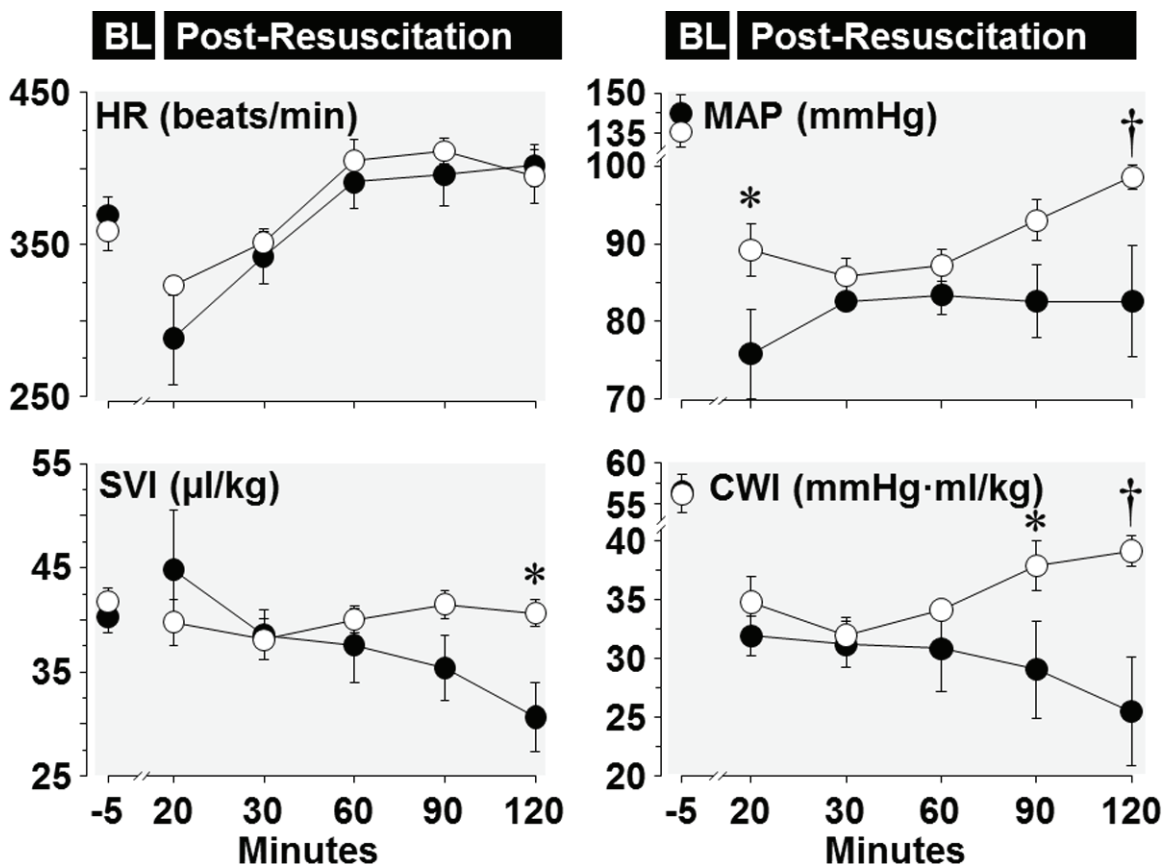 BL Post-Resuscitation
450
HR (beats/min)
350
250
BL Post-Resuscitation
150
MAP (mmHg)
135
†
100
*
90
80
70
55
SVI (µl/kg)
45
*
35
25
-5 20 30 60 90 120
Minutes
60
CWI (mmHg·ml/kg)
55
*
†
40
35
30
25
20
-5 20 30 60 90 120
Minutes